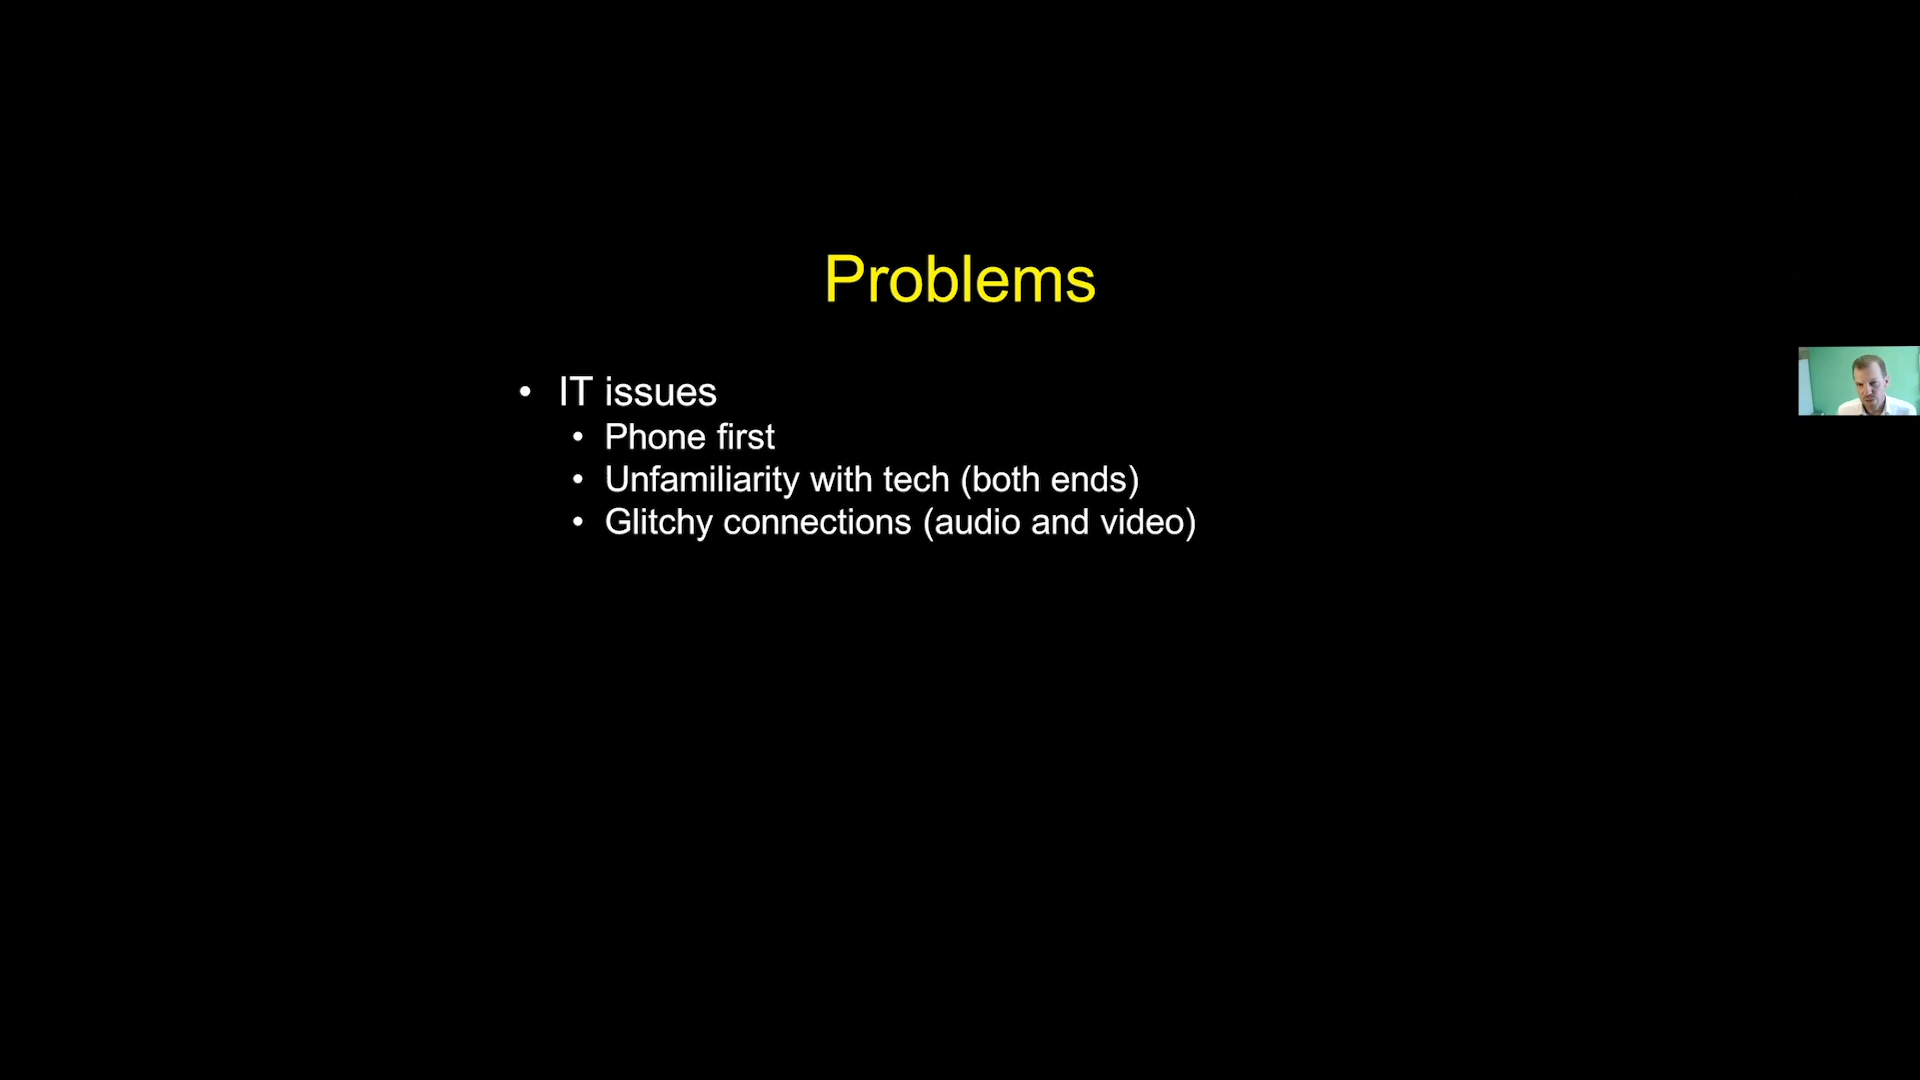 Problems
• IT issues
• Phone first
• Unfamiliarity with tech (both ends)
• Glitchy connections (audio and video)